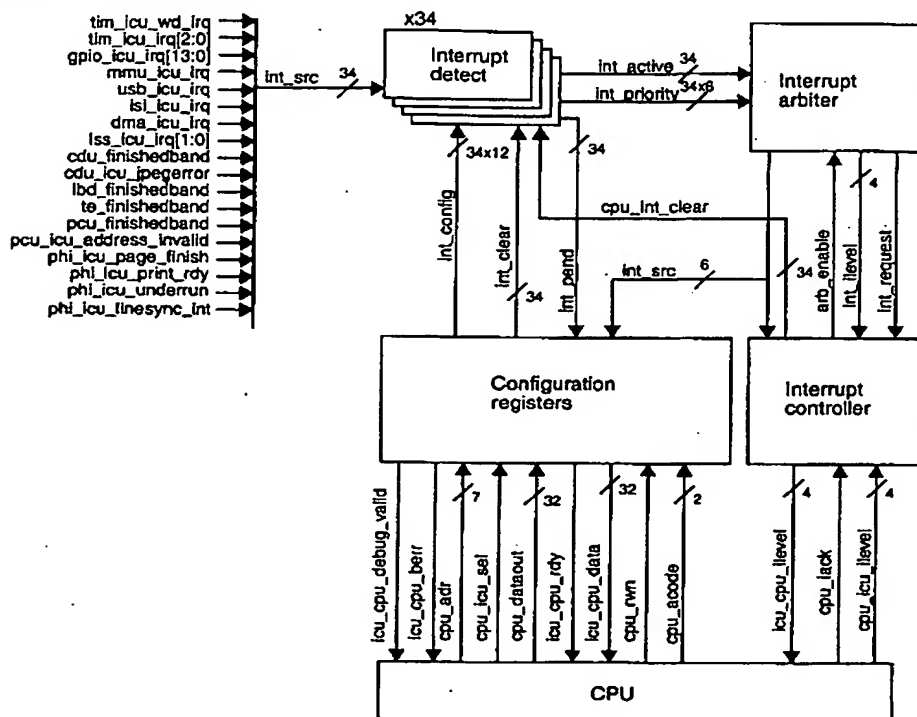 tim_icu_wd_irq
tim_icu_irq[2:0]
gpio_icu_irq[13:0]
mmu_icu_irq
usb_icu_irq
isi_icu_irq
dma_icu_irq
lss_icu_irq[1:0]
cdu_finishedband
cdu_icu_jpegerror
lbd_finishedband
te_finishedband
pcu_finishedband
pcu_icu_address_invalid
phi_icu_page_finish
phi_icu_print_rdy
phi_icu_underrun
phi_icu_linesync_int
int_src
34
x34
Interrupt
detect
int_active
34
int_priority
34x8
Interrupt
arbiter
34x12
34
int_config
int_clear
34
int_pend
cpu_int_clear
int_src
6
34
arb_enable
4
int_ilevel
int_request
Configuration
registers
Interrupt
controller
icu_cpu_debug_valid
icu_cpu_berr
cpu_adr
7
cpu_icu_sel
cpu_dataout
32
icu_cpu_rdy
icu_cpu_data
32
cpu_rwn
cpu_acode
2
icu_cpu_ilevel
4
cpu_iack
cpu_icu_ilevel
4
CPU